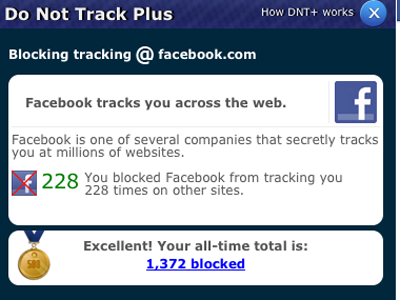 Do Not Track Plus
How DNT+ works X
Blocking tracking @ facebook.com
Facebook tracks you across the web.
f
Facebook is one of several companies that secretly tracks
you at millions of websites.
f 228 You blocked Facebook from tracking you
228 times on other sites.
500
Excellent! Your all-time total is:
1,372 blocked